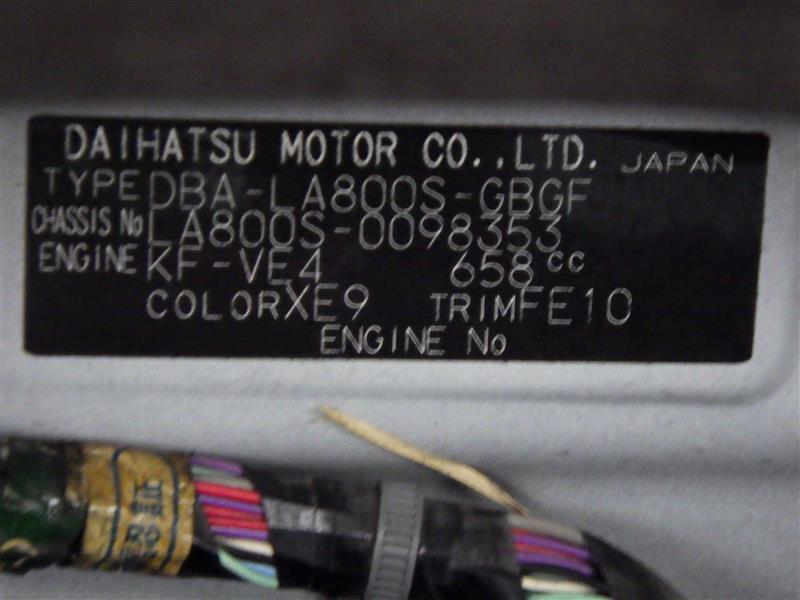 DAIHATSU MOTOR CO.,LTD. JAPAN
TYPE DBA-LA800S-GBGF
CHASSIS No LA800S-0098353
ENGINE KF-VE4 658cc
COLOR XE9 TRIM FE10
ENGINE No